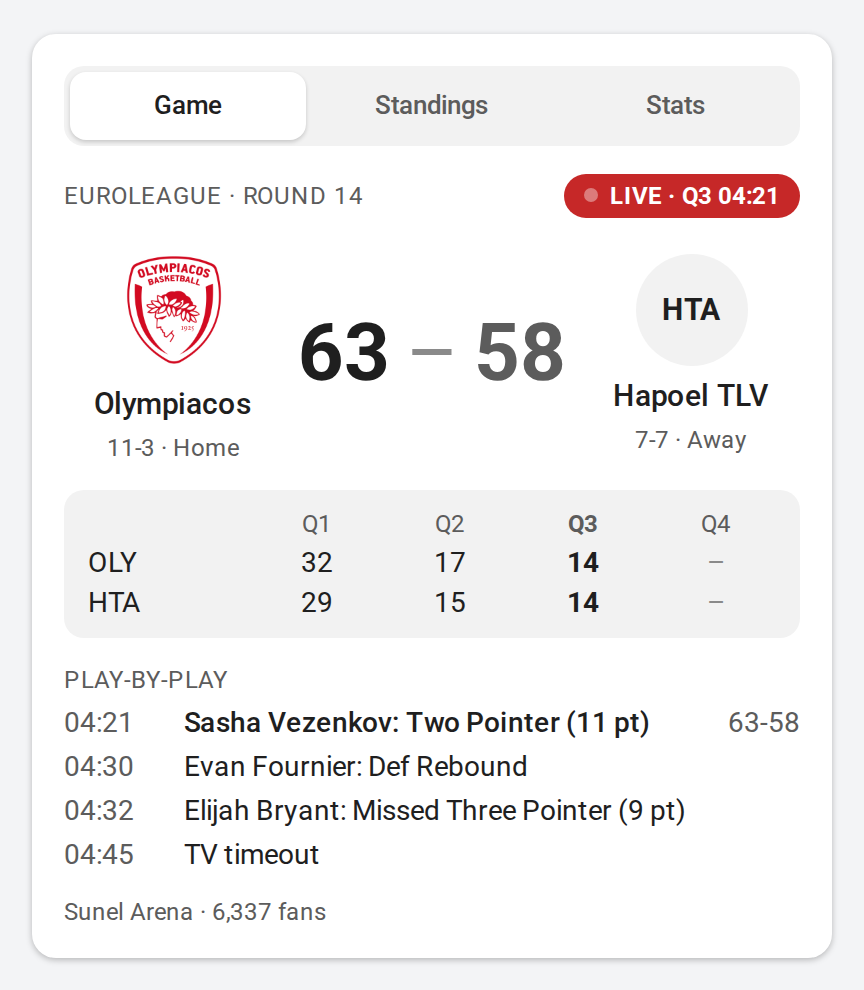 Game Standings Stats
EUROLEAGUE · ROUND 14 LIVE · Q3 04:21
OLYMPIACOS
BASKETBALL
1925
HTA
63 – 58
Olympiacos Hapoel TLV
11-3 · Home 7-7 · Away
Q1 Q2 Q3 Q4
OLY 32 17 14 –
HTA 29 15 14 –
PLAY-BY-PLAY
04:21 Sasha Vezenkov: Two Pointer (11 pt) 63-58
04:30 Evan Fournier: Def Rebound
04:32 Elijah Bryant: Missed Three Pointer (9 pt)
04:45 TV timeout
Sunel Arena · 6,337 fans